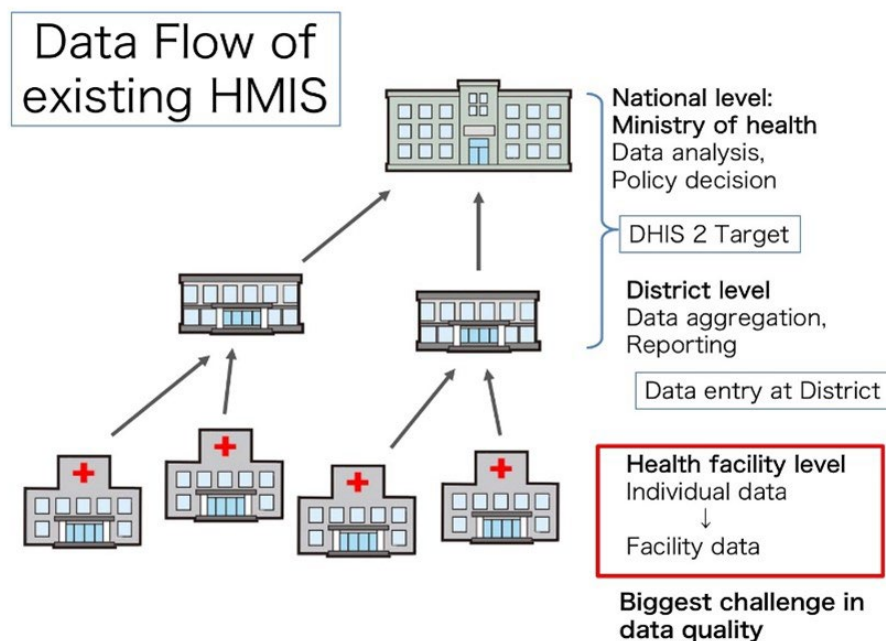 Data Flow of
existing HMIS
National level:
Ministry of health
Data analysis,
Policy decision
DHIS 2 Target
District level
Data aggregation,
Reporting
Data entry at District
Health facility level
Individual data
↓
Facility data
Biggest challenge in
data quality